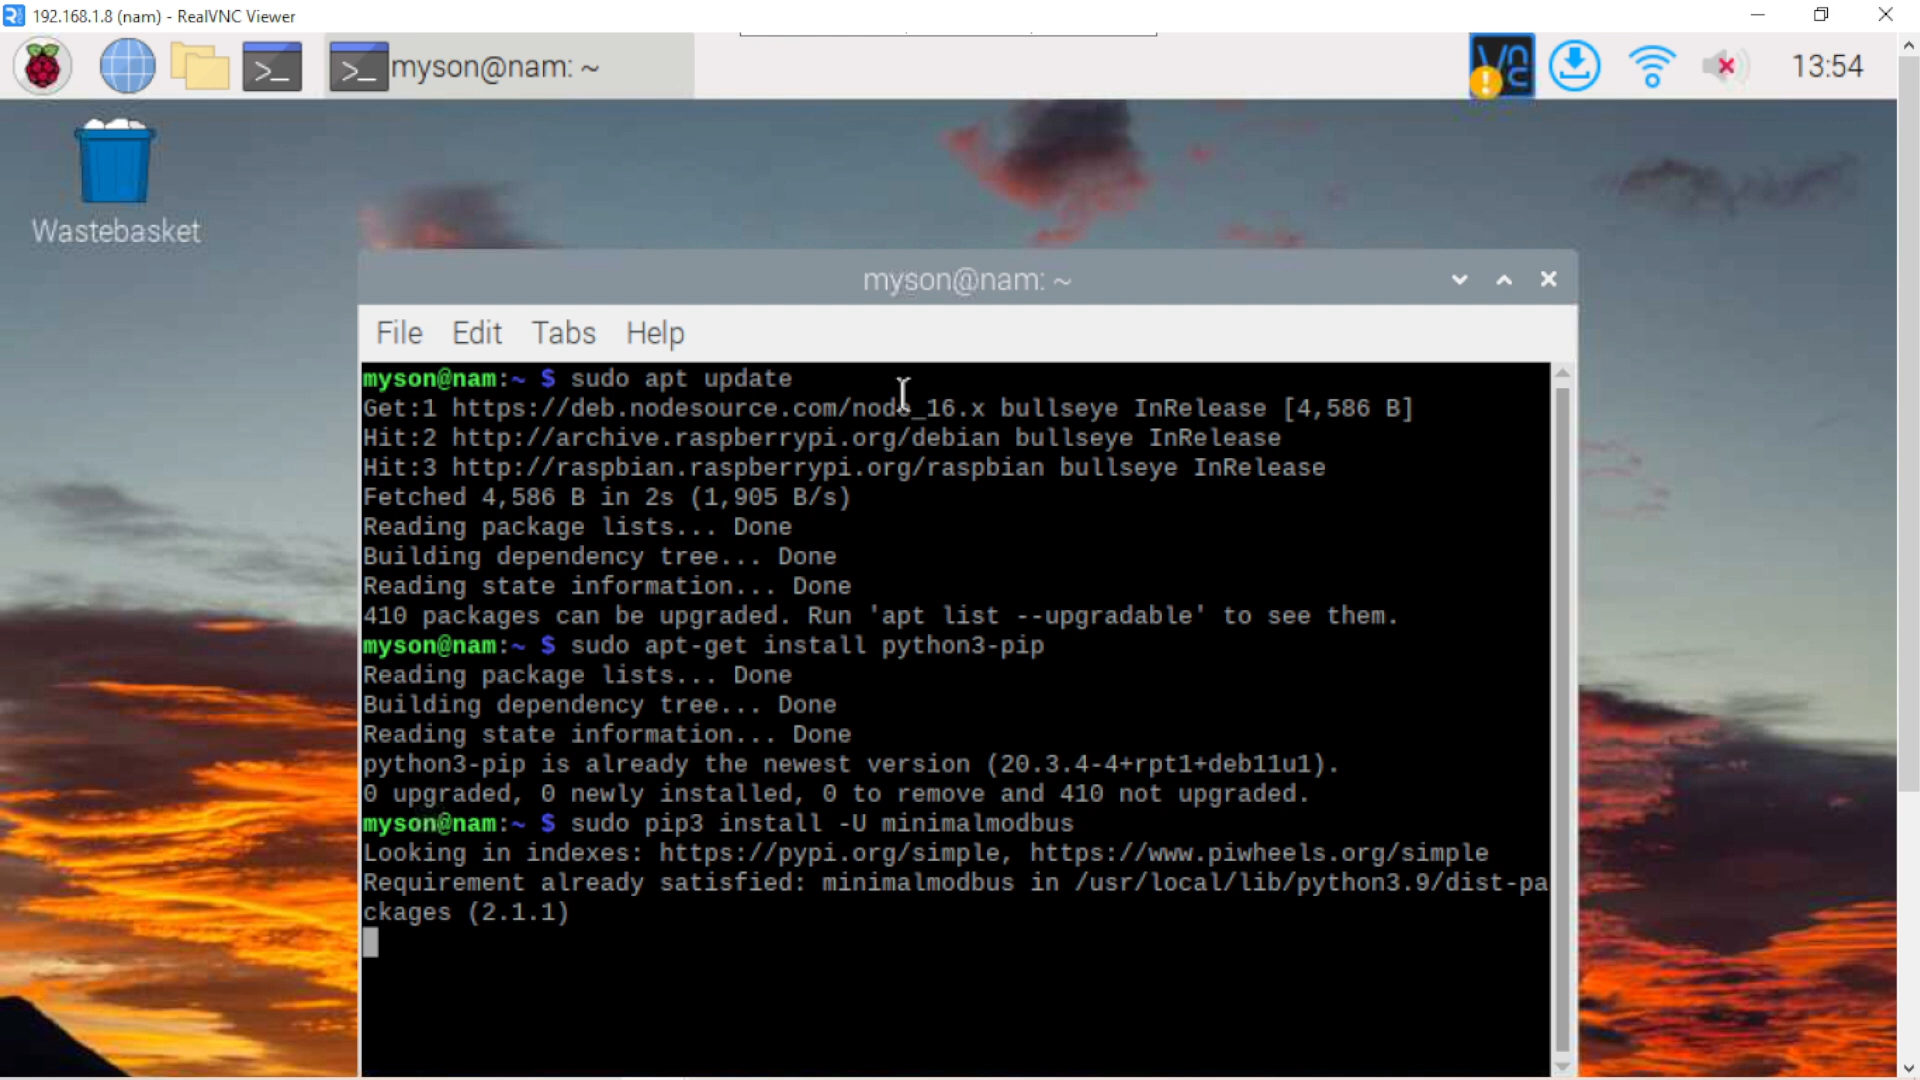 192.168.1.8 (nam) - RealVNC Viewer
myson@nam: ~
13:54
Wastebasket
myson@nam: ~
File Edit Tabs Help
myson@nam:~ $ sudo apt update
Get:1 https://deb.nodesource.com/node_16.x bullseye InRelease [4,586 B]
Hit:2 http://archive.raspberrypi.org/debian bullseye InRelease
Hit:3 http://raspbian.raspberrypi.org/raspbian bullseye InRelease
Fetched 4,586 B in 2s (1,905 B/s)
Reading package lists... Done
Building dependency tree... Done
Reading state information... Done
410 packages can be upgraded. Run 'apt list --upgradable' to see them.
myson@nam:~ $ sudo apt-get install python3-pip
Reading package lists... Done
Building dependency tree... Done
Reading state information... Done
python3-pip is already the newest version (20.3.4-4+rpt1+deb11u1).
0 upgraded, 0 newly installed, 0 to remove and 410 not upgraded.
myson@nam:~ $ sudo pip3 install -U minimalmodbus
Looking in indexes: https://pypi.org/simple, https://www.piwheels.org/simple
Requirement already satisfied: minimalmodbus in /usr/local/lib/python3.9/dist-pa
ckages (2.1.1)